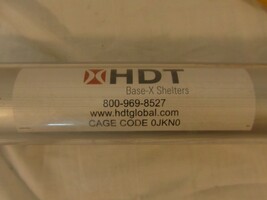 HDT
Base-X Shelters
800-969-8527
www.hdtglobal.com
CAGE CODE 0JKN0